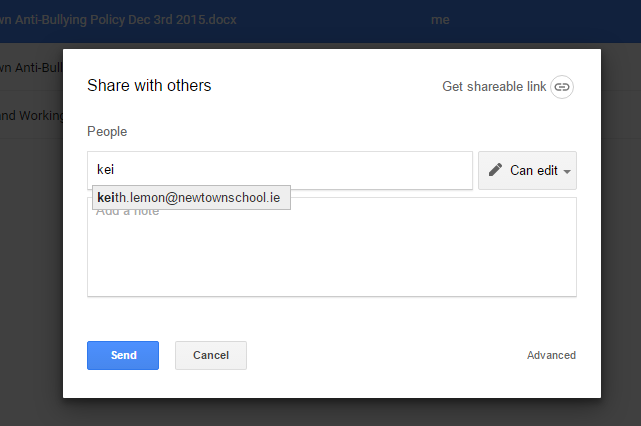 wn Anti-Bullying Policy Dec 3rd 2015.docx me
wn Anti-Bull
and Working
Share with others
Get shareable link
People
kei
Can edit
keith.lemon@newtownschool.ie
Add a note
Send
Cancel
Advanced